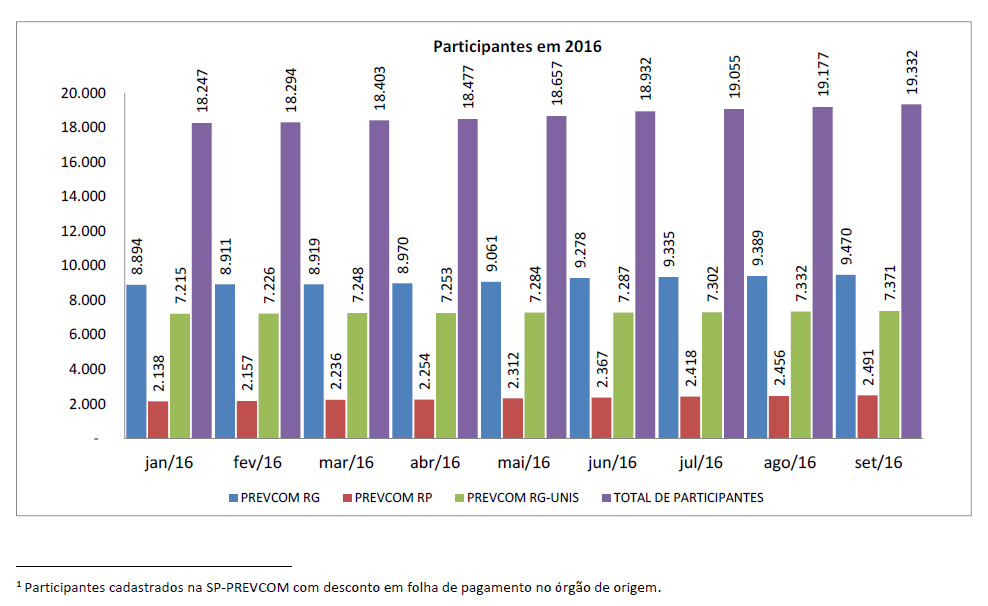 Participantes em 2016
20.000
18.000
16.000
14.000
12.000
10.000
8.000
6.000
4.000
2.000
-
8.894 2.138 7.215 18.247
8.911 2.157 7.226 18.294
8.919 2.236 7.248 18.403
8.970 2.254 7.253 18.477
9.061 2.312 7.284 18.657
9.278 2.367 7.287 18.932
9.335 2.418 7.302 19.055
9.389 2.456 7.332 19.177
9.470 2.491 7.371 19.332
jan/16 fev/16 mar/16 abr/16 mai/16 jun/16 jul/16 ago/16 set/16
PREVCOM RG PREVCOM RP PREVCOM RG-UNIS TOTAL DE PARTICIPANTES
¹ Participantes cadastrados na SP-PREVCOM com desconto em folha de pagamento no órgão de origem.